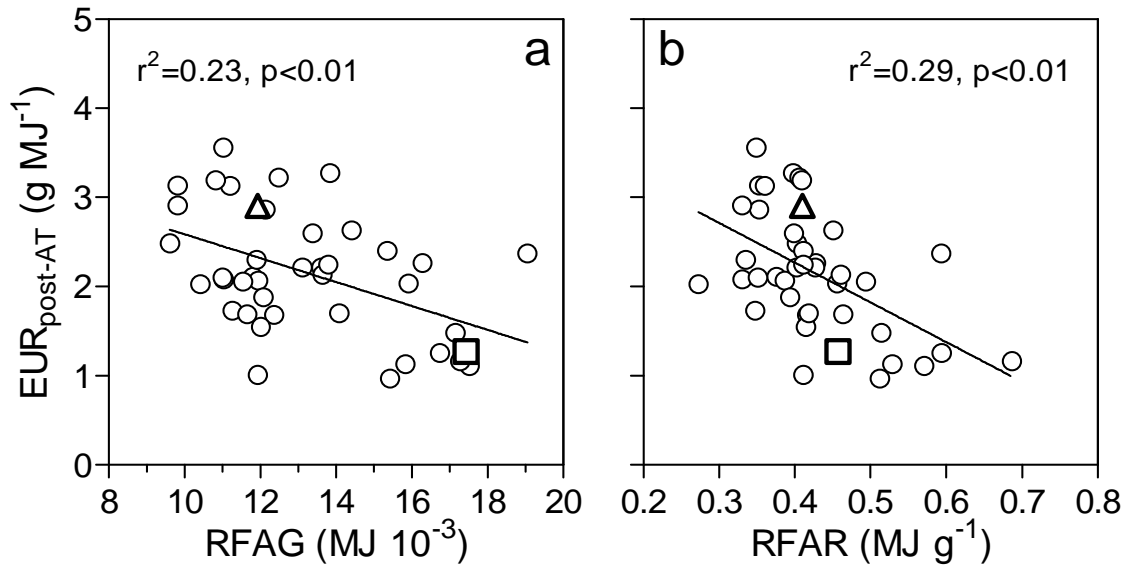 a
b
r²=0.23, p<0.01
r²=0.29, p<0.01
EUR post-AT (g MJ⁻¹)
5
4
3
2
1
0
8 10 12 14 16 18 20
0.2 0.3 0.4 0.5 0.6 0.7 0.8
RFAG (MJ 10⁻³)
RFAR (MJ g⁻¹)